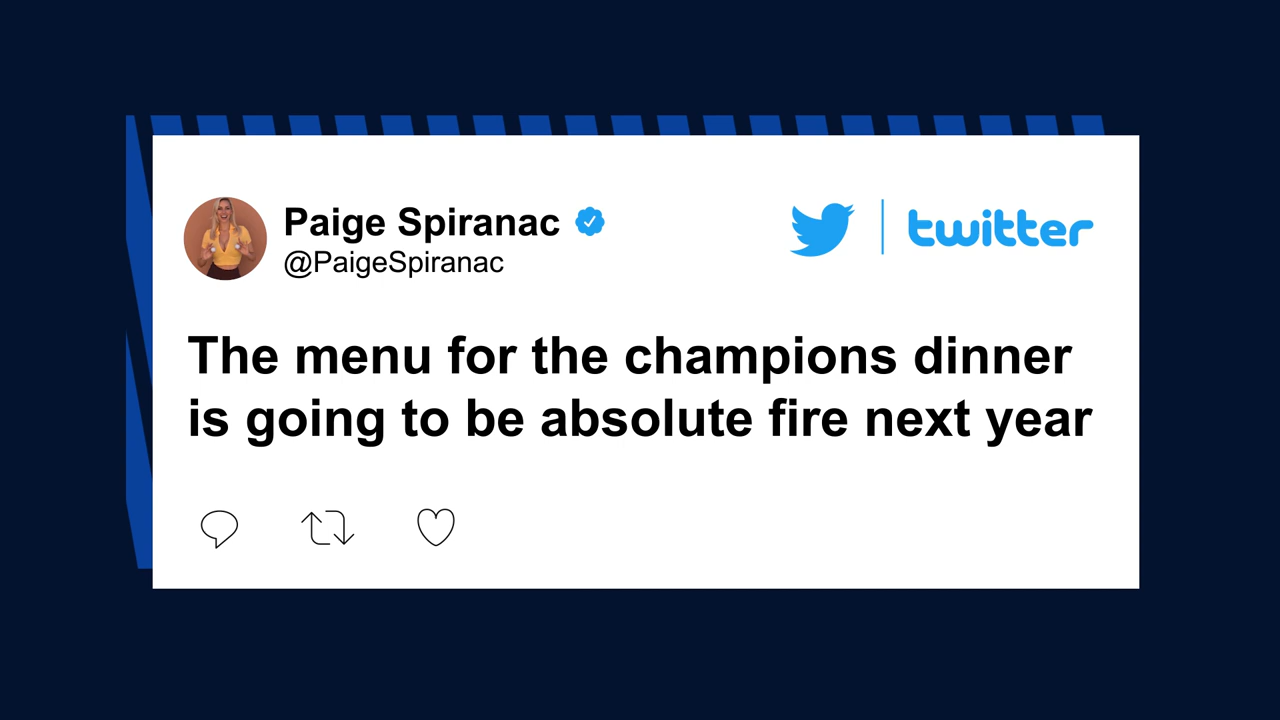 Paige Spiranac
@PaigeSpiranac
twitter
The menu for the champions dinner
is going to be absolute fire next year